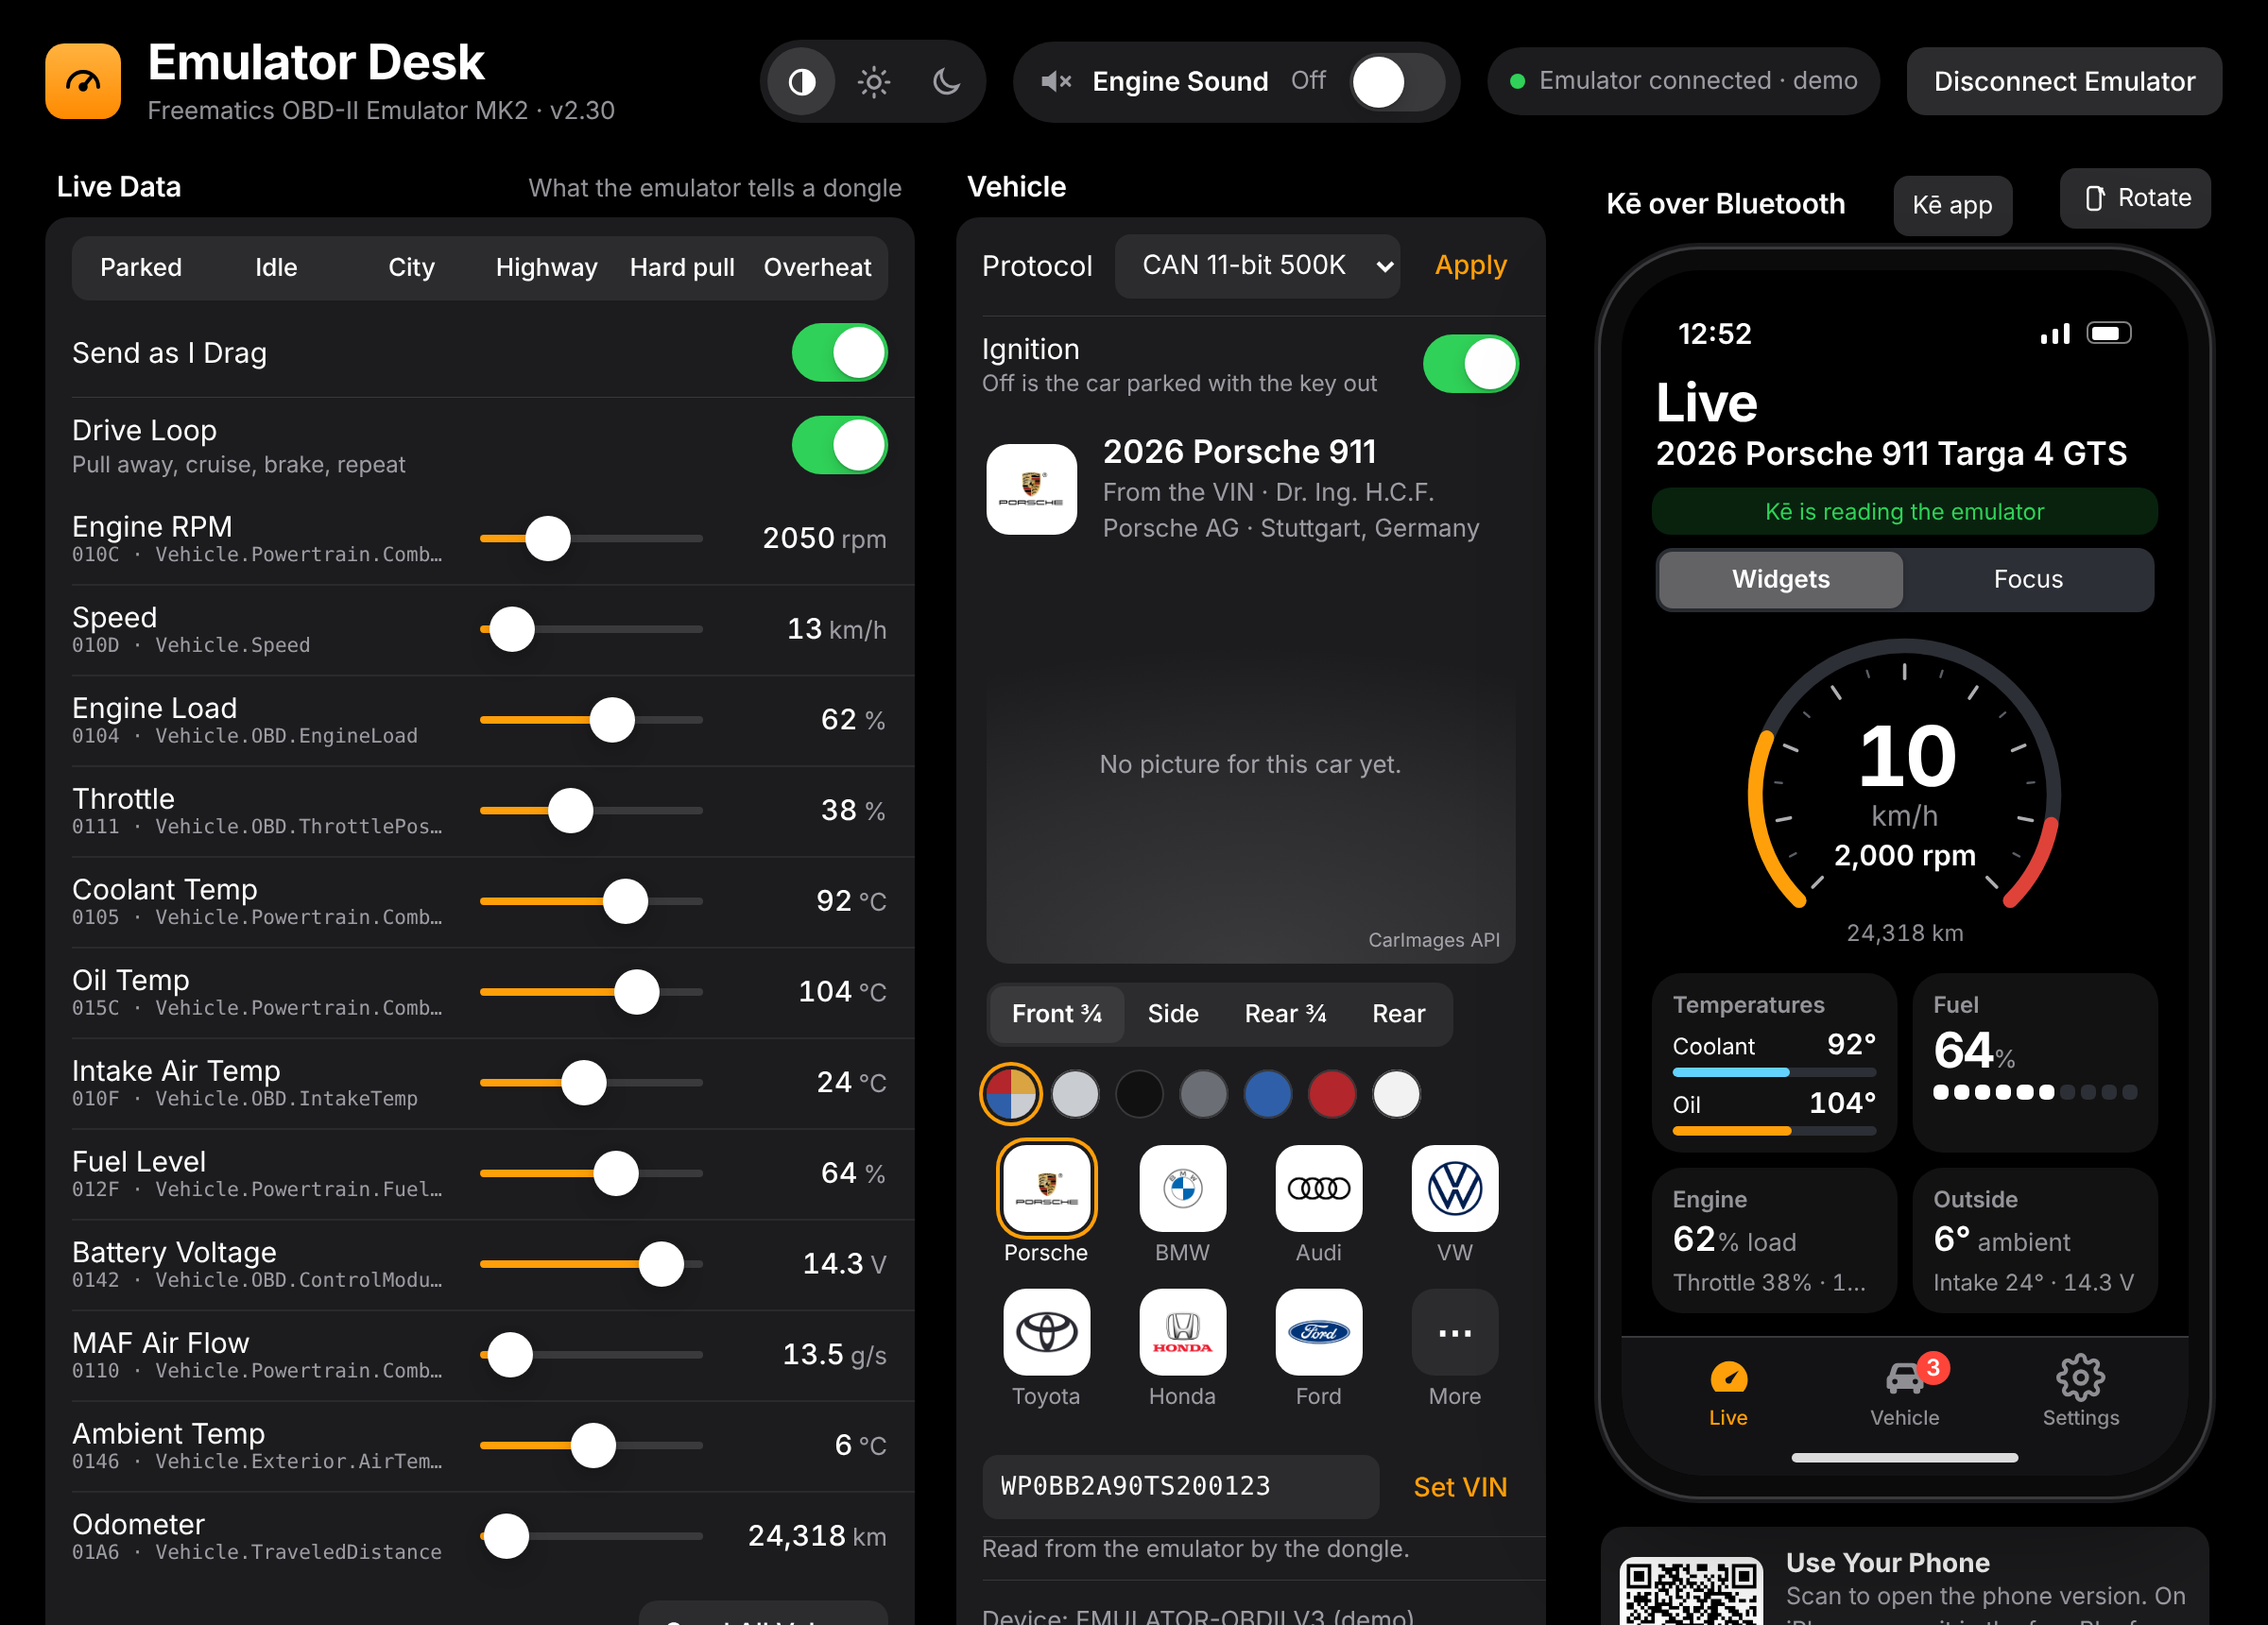 Emulator Desk
Freematics OBD-II Emulator MK2 · v2.30
Engine Sound Off
Emulator connected · demo
Disconnect Emulator
Live Data
What the emulator tells a dongle
Parked Idle City Highway Hard pull Overheat
Send as I Drag
Drive Loop
Pull away, cruise, brake, repeat
Engine RPM
010C · Vehicle.Powertrain.Comb…
2050 rpm
Speed
010D · Vehicle.Speed
13 km/h
Engine Load
0104 · Vehicle.OBD.EngineLoad
62 %
Throttle
0111 · Vehicle.OBD.ThrottlePos…
38 %
Coolant Temp
0105 · Vehicle.Powertrain.Comb…
92 °C
Oil Temp
015C · Vehicle.Powertrain.Comb…
104 °C
Intake Air Temp
010F · Vehicle.OBD.IntakeTemp
24 °C
Fuel Level
012F · Vehicle.Powertrain.Fuel…
64 %
Battery Voltage
0142 · Vehicle.OBD.ControlModu…
14.3 V
MAF Air Flow
0110 · Vehicle.Powertrain.Comb…
13.5 g/s
Ambient Temp
0146 · Vehicle.Exterior.AirTem…
6 °C
Odometer
01A6 · Vehicle.TraveledDistance
24,318 km
Vehicle
Protocol CAN 11-bit 500K Apply
Ignition
Off is the car parked with the key out
PORSCHE
2026 Porsche 911
From the VIN · Dr. Ing. H.C.F.
Porsche AG · Stuttgart, Germany
No picture for this car yet.
CarImages API
Front ¾ Side Rear ¾ Rear
PORSCHE
BMW
Porsche BMW Audi VW
HONDA
Ford
Toyota Honda Ford More
WP0BB2A90TS200123
Set VIN
Read from the emulator by the dongle.
Device: EMULATOR-OBDII V3 (demo)
Kē over Bluetooth
Kē app
Rotate
12:52
Live
2026 Porsche 911 Targa 4 GTS
Kē is reading the emulator
Widgets Focus
10
km/h
2,000 rpm
24,318 km
Temperatures
Coolant 92°
Oil 104°
Fuel
64%
Engine
62% load
Throttle 38% · 1…
Outside
6° ambient
Intake 24° · 14.3 V
3
Live Vehicle Settings
Use Your Phone
Scan to open the phone version. On